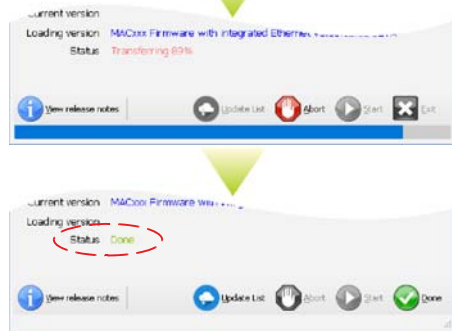 Current version
Loading version MACxxx Firmware with integrated Ethernet
Status Transferring 89%
View release notes Update List Abort Start Exit
Current version MACxxx Firmware with
Loading version
Status Done
View release notes Update List Abort Start Done